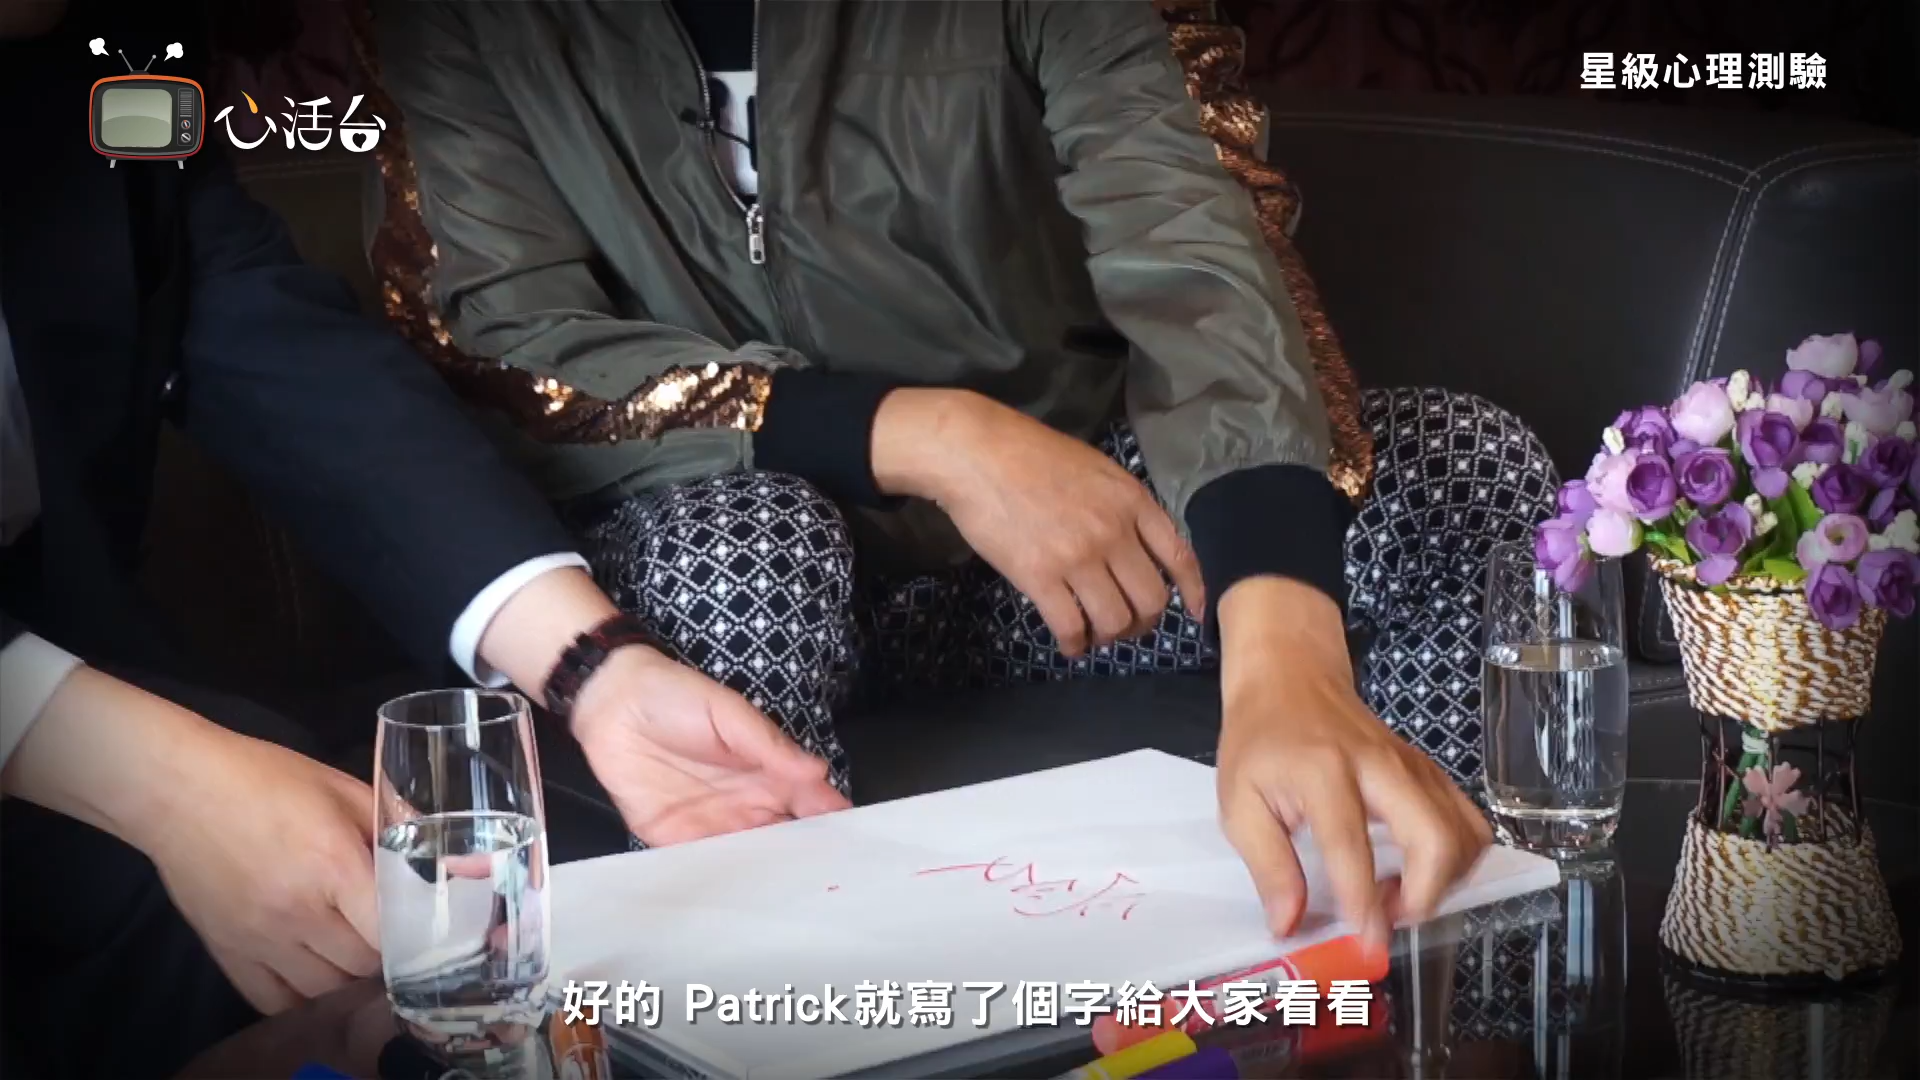 心活台
星級心理測驗
好的 Patrick就寫了個字給大家看看